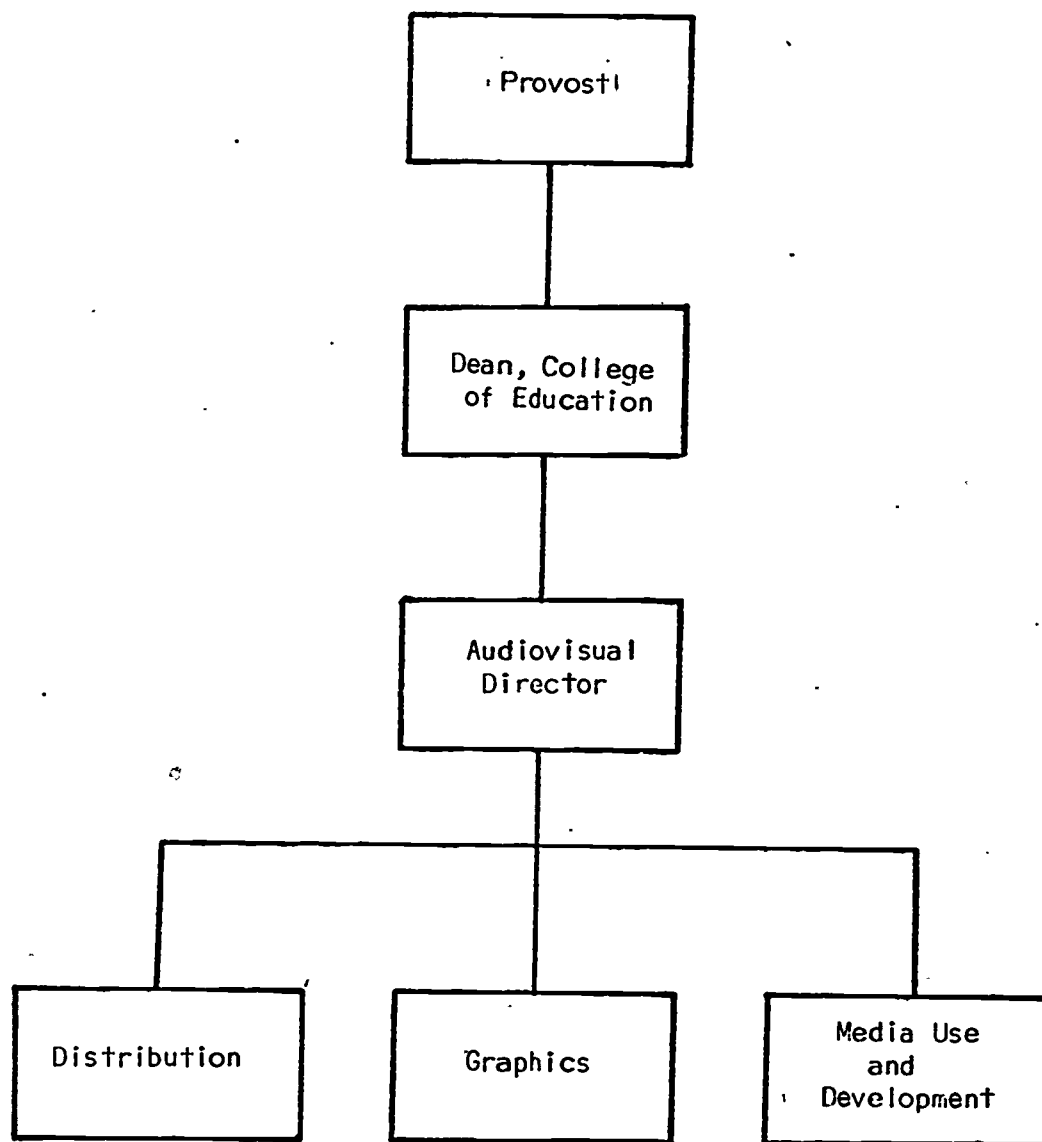 Provost
Dean, College
of Education
Audiovisual
Director
Distribution
Graphics
Media Use
and
Development